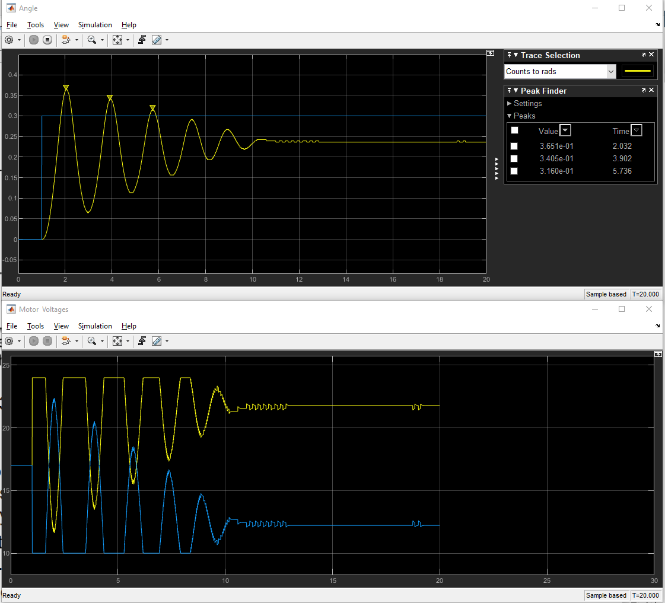 Angle
File Tools View Simulation Help
Trace Selection
Counts to rads
Peak Finder
Settings
Peaks
Value Time
3.651e-01 2.032
3.405e-01 3.902
3.160e-01 5.736
0.4
0.35
0.3
0.25
0.2
0.15
0.1
0.05
0
-0.05
0 2 4 6 8 10 12 14 16 18 20
Ready Sample based T=20.000
Motor Voltages
File Tools View Simulation Help
25
20
15
10
0 5 10 15 20 25 30
Ready Sample based T=20.000